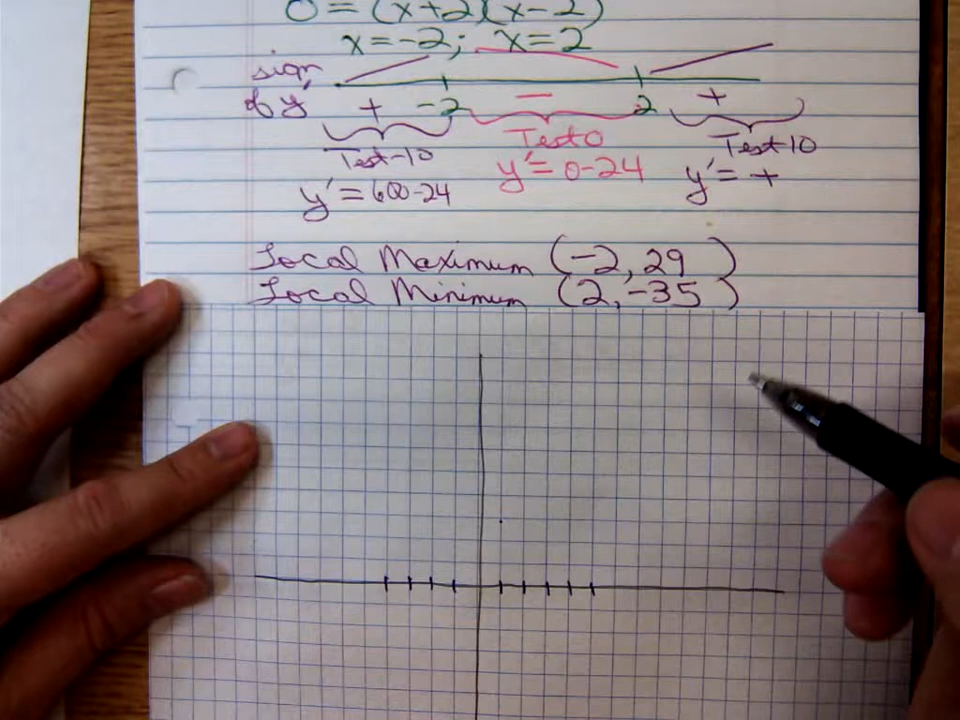 0 = (x+2)(x-2)
x = -2; x = 2
sign
of y'
+ -2 — 2 +
Test -10 Test 0 Test 10
y' = 600-24 y' = 0-24 y' = +
Local Maximum (-2, 29)
Local Minimum (2, -35)